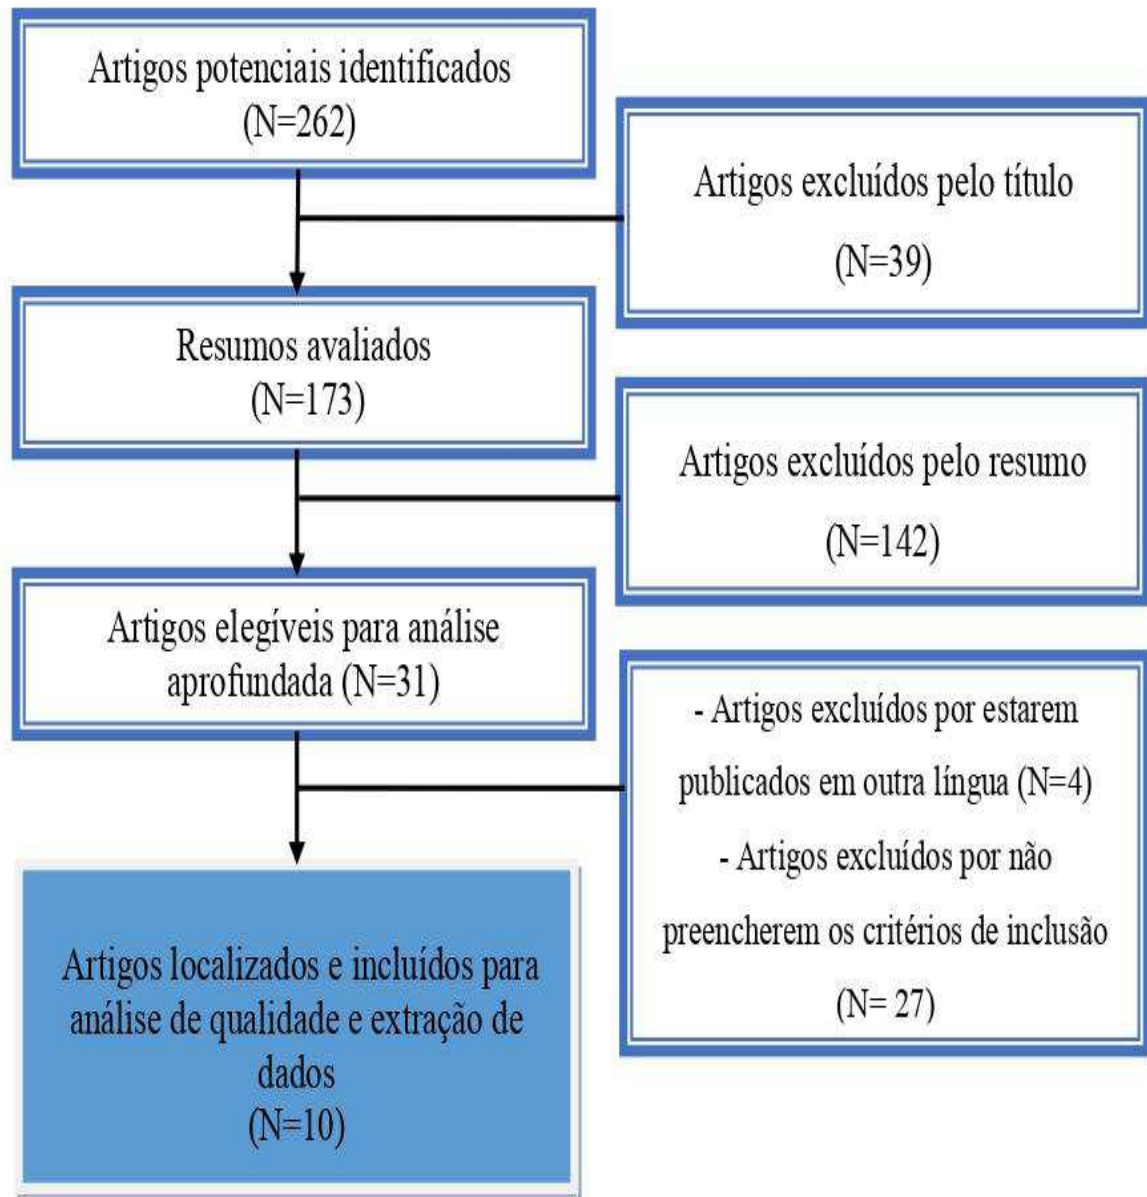 Artigos potenciais identificados
(N=262)
Artigos excluídos pelo título
(N=39)
Resumos avaliados
(N=173)
Artigos excluídos pelo resumo
(N=142)
Artigos elegíveis para análise
aprofundada (N=31)
- Artigos excluídos por estarem
publicados em outra língua (N=4)
- Artigos excluídos por não
preencherem os critérios de inclusão
(N= 27)
Artigos localizados e incluídos para
análise de qualidade e extração de
dados
(N=10)